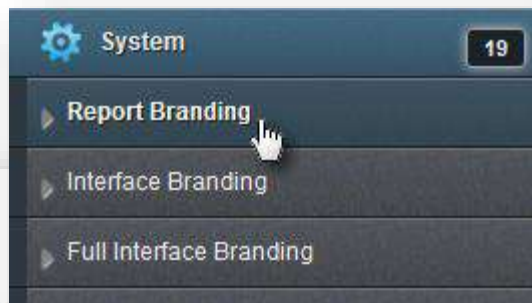 System 19
Report Branding
Interface Branding
Full Interface Branding